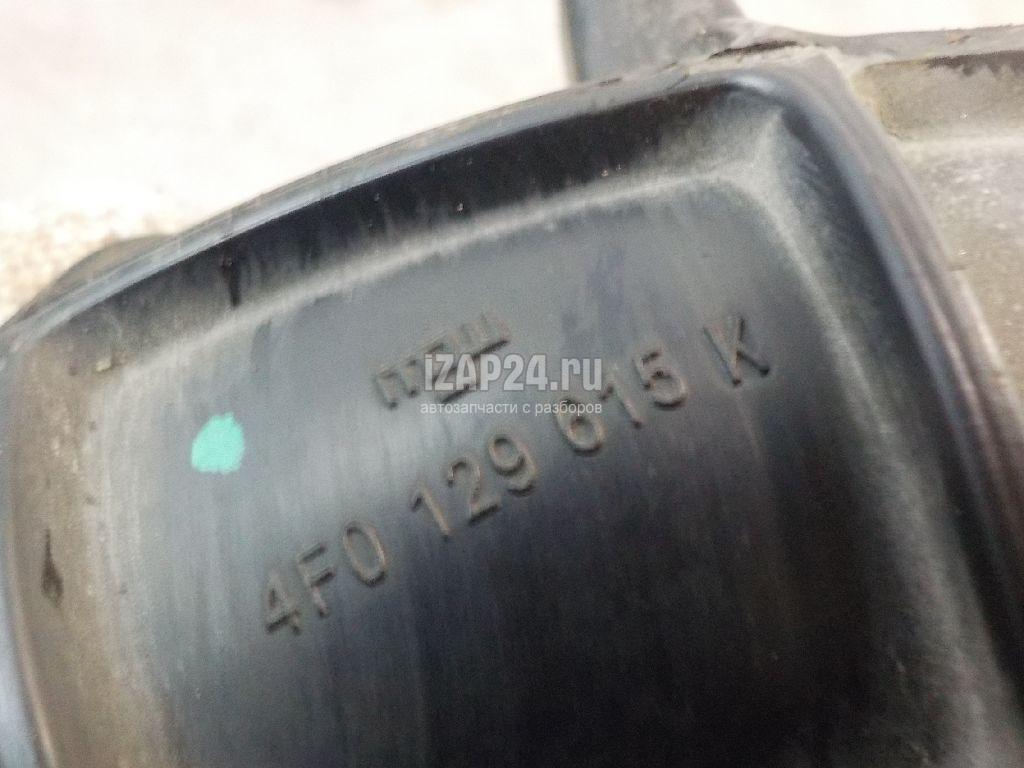 iZAP24.ru
автозапчасти с разборов
4F0 129 615 K